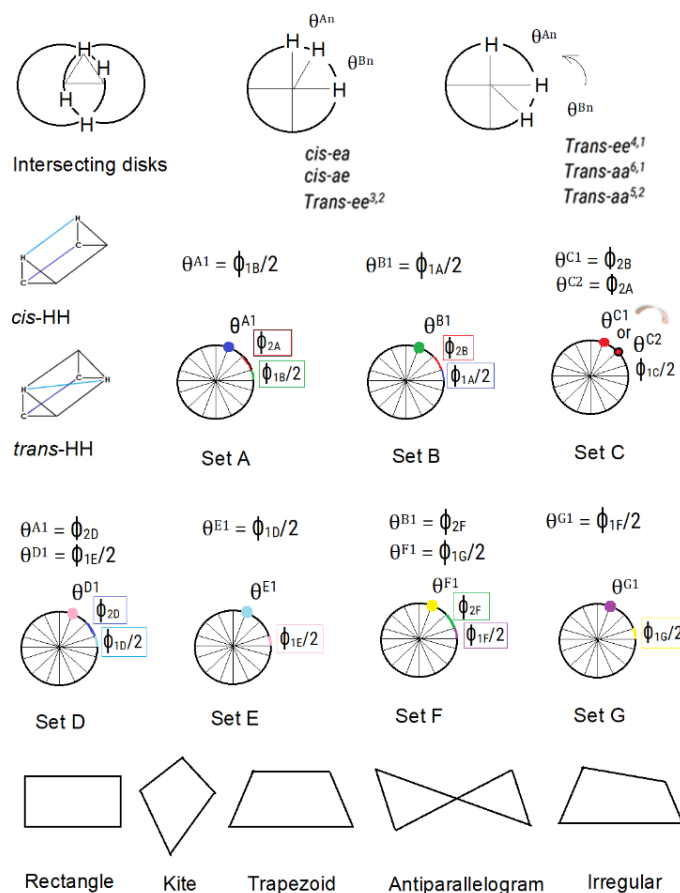 H
H
H
H
Intersecting disks
θᴬⁿ
H
H
θᴮⁿ
H
cis-ea
cis-ae
Trans-ee³,²
H
θᴬⁿ
H
H
θᴮⁿ
Trans-ee⁴,¹
Trans-aa⁶,¹
Trans-aa⁵,²
H
H
C
C
cis-HH
H
H
C
C
trans-HH
θᴬ¹ = ϕ₁B/2
θᴬ¹
ϕ₂A
ϕ₁B/2
Set A
θᴮ¹ = ϕ₁A/2
θᴮ¹
ϕ₂B
ϕ₁A/2
Set B
θᶜ¹ = ϕ₂B
θᶜ² = ϕ₂A
θᶜ¹
or
θᶜ²
ϕ₁C/2
Set C
θᴬ¹ = ϕ₂D
θᴰ¹ = ϕ₁E/2
θᴰ¹
ϕ₂D
ϕ₁D/2
Set D
θᴱ¹ = ϕ₁D/2
θᴱ¹
ϕ₁E/2
Set E
θᴮ¹ = ϕ₂F
θF¹ = ϕ₁G/2
θF¹
ϕ₂F
ϕ₁F/2
Set F
θᴳ¹ = ϕ₁F/2
θᴳ¹
ϕ₁G/2
Set G
Rectangle
Kite
Trapezoid
Antiparallelogram
Irregular